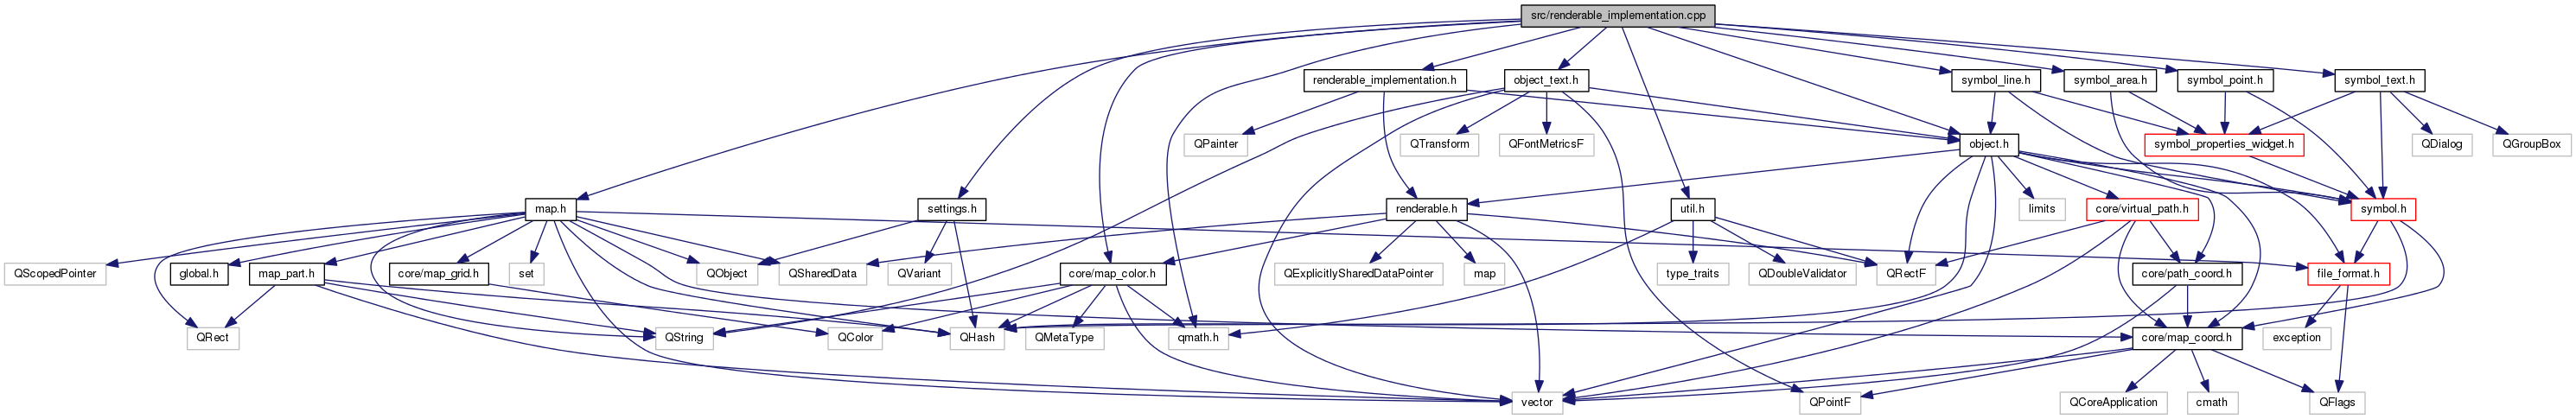 src/renderable_implementation.cpp
renderable_implementation.h
object_text.h
symbol_line.h
symbol_area.h
symbol_point.h
symbol_text.h
QPainter
QTransform
QFontMetricsF
object.h
symbol_properties_widget.h
QDialog
QGroupBox
map.h
settings.h
renderable.h
util.h
limits
core/virtual_path.h
symbol.h
QScopedPointer
global.h
map_part.h
core/map_grid.h
set
QObject
QSharedData
QVariant
core/map_color.h
QExplicitlySharedDataPointer
map
type_traits
QDoubleValidator
QRectF
core/path_coord.h
file_format.h
QRect
QString
QColor
QHash
QMetaType
qmath.h
core/map_coord.h
exception
vector
QPointF
QCoreApplication
cmath
QFlags